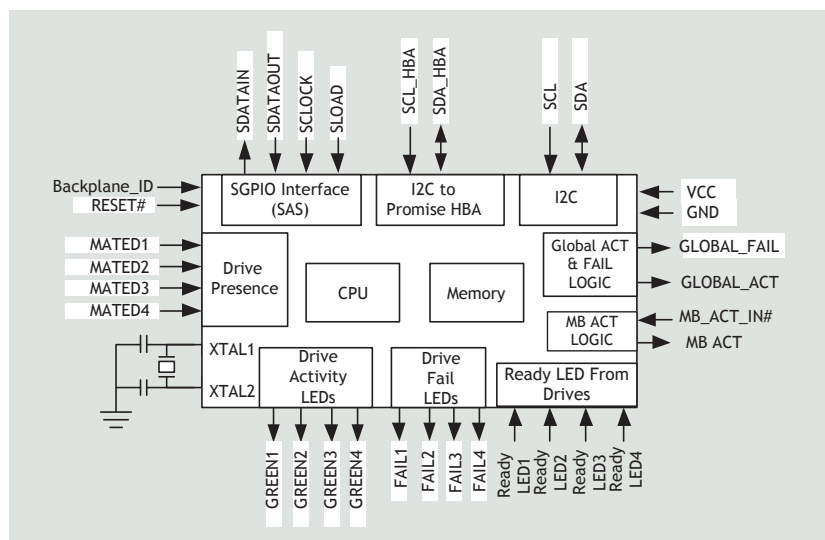 SDATAIN
SDATAOUT
SCLOCK
SLOAD
SCL_HBA
SDA_HBA
SCL
SDA
Backplane_ID
RESET#
SGPIO Interface
(SAS)
I2C to
Promise HBA
I2C
VCC
GND
MATED1
MATED2
MATED3
MATED4
Drive
Presence
CPU
Memory
Global ACT
& FAIL
LOGIC
GLOBAL_FAIL
GLOBAL_ACT
MB ACT
LOGIC
MB_ACT_IN#
MB ACT
XTAL1
XTAL2
Drive
Activity
LEDs
Drive
Fail
LEDs
Ready LED From
Drives
GREEN1
GREEN2
GREEN3
GREEN4
FAIL1
FAIL2
FAIL3
FAIL4
Ready
LED1
Ready
LED2
Ready
LED3
Ready
LED4